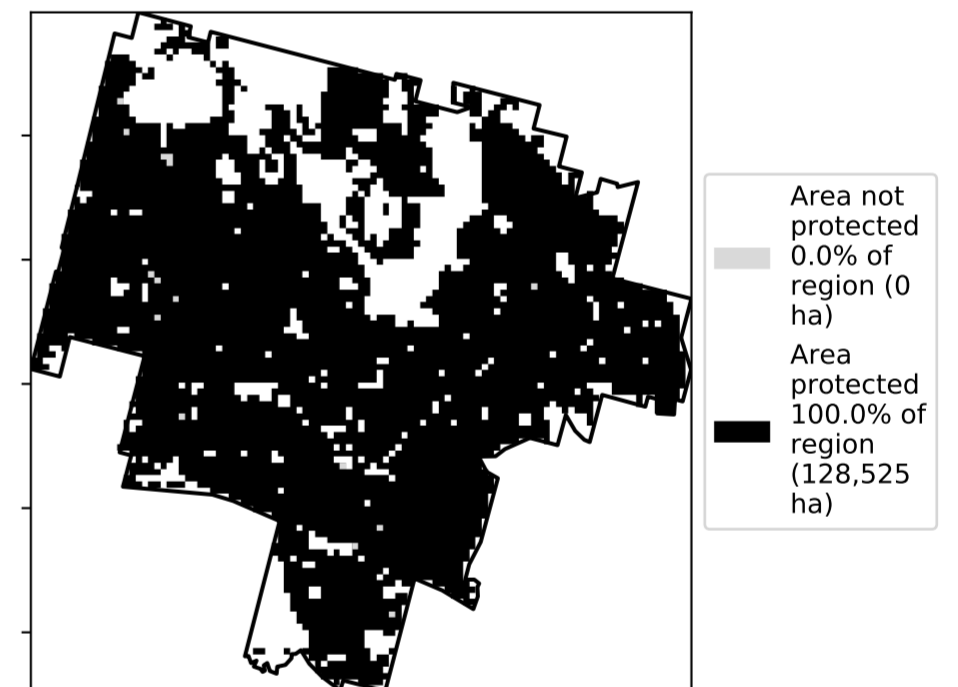 Area not
protected
0.0% of
region (0
ha)
Area
protected
100.0% of
region
(128,525
ha)